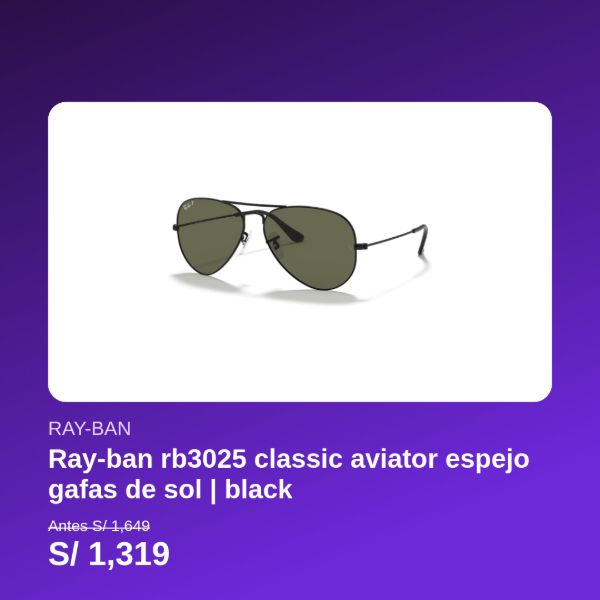 RAY-BAN
Ray-ban rb3025 classic aviator espejo
gafas de sol | black
Antes S/ 1,649
S/ 1,319